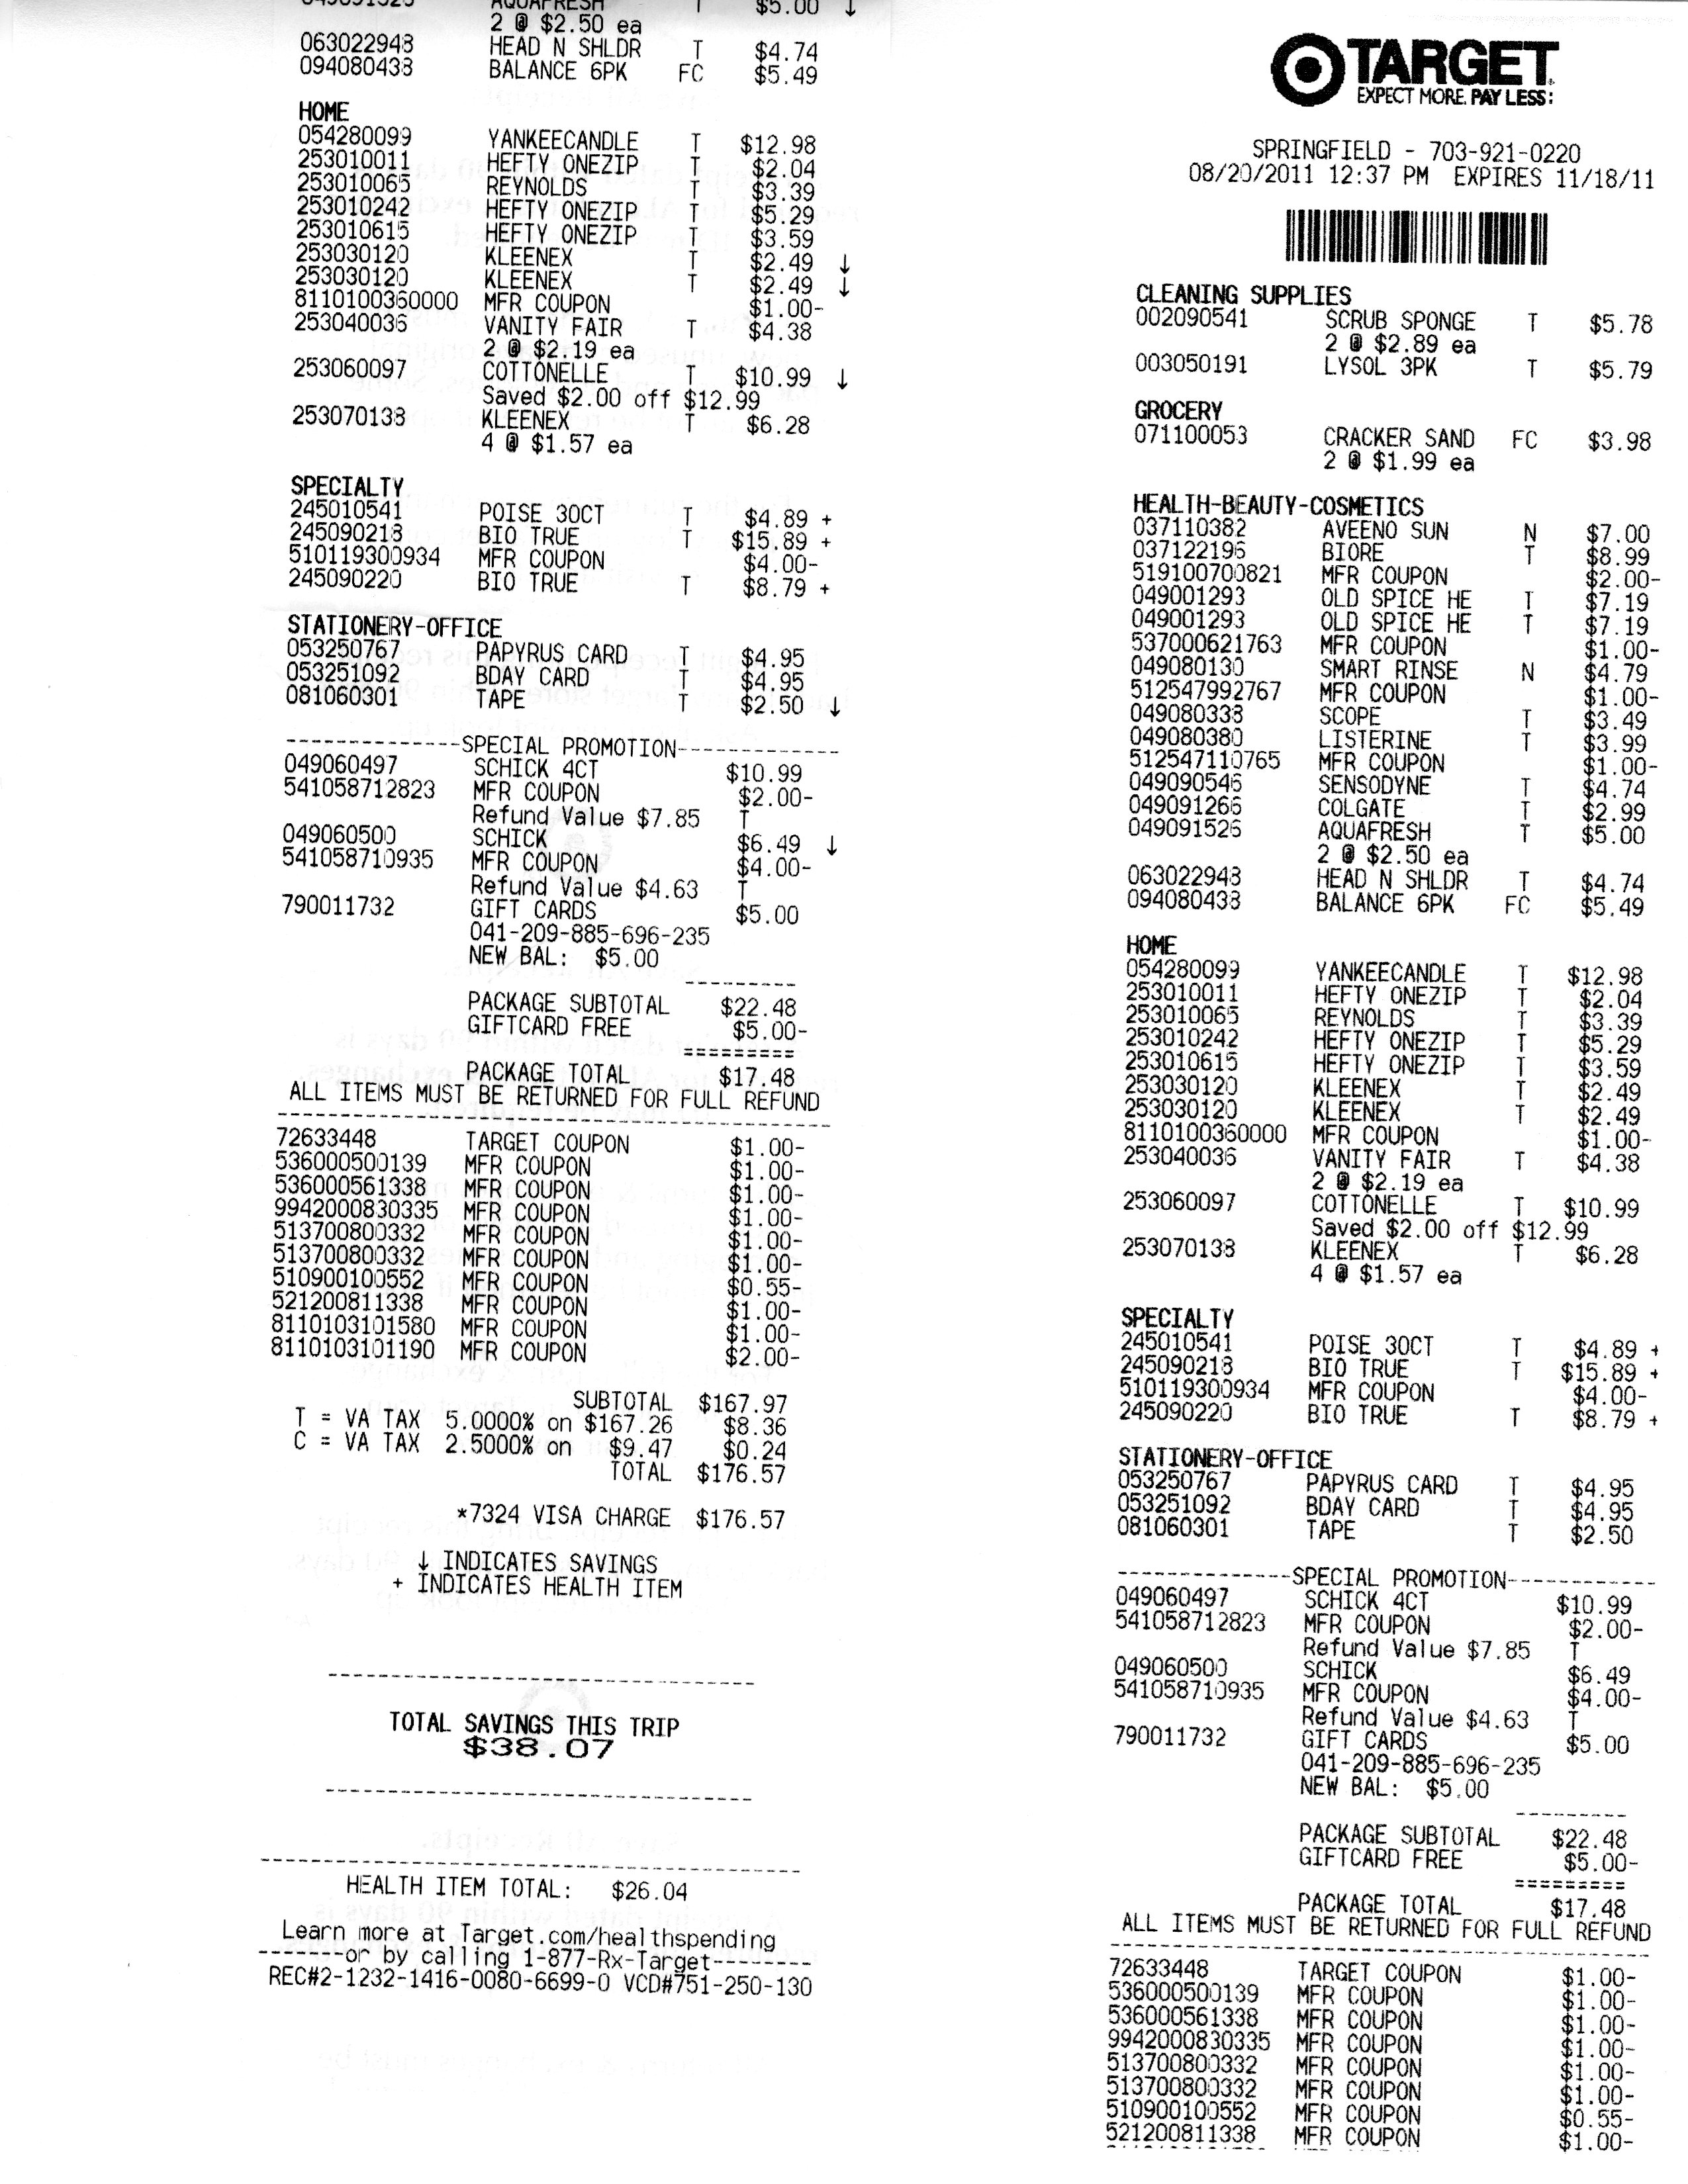 2 @ $2.50 ea
063022943 HEAD N SHLDR T $4.74
094080433 BALANCE 6PK FC $5.49
HOME
054280099 YANKEECANDLE T $12.98
253010011 HEFTY ONEZIP T $2.04
253010065 REYNOLDS T $3.39
253010242 HEFTY ONEZIP T $5.29
253010615 HEFTY ONEZIP T $3.59
253030120 KLEENEX T $2.49 ↓
253030120 KLEENEX T $2.49 ↓
8110100360000 MFR COUPON $1.00-
253040036 VANITY FAIR T $4.38
2 @ $2.19 ea
253060097 COTTONELLE T $10.99 ↓
Saved $2.00 off $12.99
253070138 KLEENEX T $6.28
4 @ $1.57 ea
SPECIALTY
245010541 POISE 30CT T $4.89 +
245090218 BIO TRUE T $15.89 +
510119300934 MFR COUPON $4.00-
245090220 BIO TRUE T $8.79 +
STATIONERY-OFFICE
053250767 PAPYRUS CARD T $4.95
053251092 BDAY CARD T $4.95
081060301 TAPE T $2.50 ↓
--------------SPECIAL PROMOTION-------------
049060497 SCHICK 4CT $10.99
541058712823 MFR COUPON $2.00-
Refund Value $7.85 T
049060500 SCHICK $6.49 ↓
541058710935 MFR COUPON $4.00-
Refund Value $4.63 T
790011732 GIFT CARDS $5.00
041-209-885-696-235
NEW BAL: $5.00
---------
PACKAGE SUBTOTAL $22.48
GIFTCARD FREE $5.00-
=========
PACKAGE TOTAL $17.48
ALL ITEMS MUST BE RETURNED FOR FULL REFUND
72633448 TARGET COUPON $1.00-
536000500139 MFR COUPON $1.00-
536000561338 MFR COUPON $1.00-
9942000830335 MFR COUPON $1.00-
513700800332 MFR COUPON $1.00-
513700800332 MFR COUPON $1.00-
510900100552 MFR COUPON $0.55-
521200811338 MFR COUPON $1.00-
8110103101580 MFR COUPON $1.00-
8110103101190 MFR COUPON $2.00-
SUBTOTAL $167.97
T = VA TAX 5.0000% on $167.26 $8.36
C = VA TAX 2.5000% on $9.47 $0.24
TOTAL $176.57
*7324 VISA CHARGE $176.57
↓ INDICATES SAVINGS
+ INDICATES HEALTH ITEM
TOTAL SAVINGS THIS TRIP
$38.07
HEALTH ITEM TOTAL: $26.04
Learn more at Target.com/healthspending
-------or by calling 1-877-Rx-Target--------
REC#2-1232-1416-0080-6699-0 VCD#751-250-130
TARGET
EXPECT MORE. PAY LESS.
SPRINGFIELD - 703-921-0220
08/20/2011 12:37 PM EXPIRES 11/18/11
CLEANING SUPPLIES
002090541 SCRUB SPONGE T $5.78
2 @ $2.89 ea
003050191 LYSOL 3PK T $5.79
GROCERY
071100053 CRACKER SAND FC $3.98
2 @ $1.99 ea
HEALTH-BEAUTY-COSMETICS
037110382 AVEENO SUN N $7.00
037122196 BIORE T $8.99
519100700821 MFR COUPON $2.00-
049001293 OLD SPICE HE T $7.19
049001293 OLD SPICE HE T $7.19
537000621763 MFR COUPON $1.00-
049080130 SMART RINSE N $4.79
512547992767 MFR COUPON $1.00-
049080338 SCOPE T $3.49
049080380 LISTERINE T $3.99
512547110765 MFR COUPON $1.00-
049090546 SENSODYNE T $4.74
049091266 COLGATE T $2.99
049091526 AQUAFRESH T $5.00
2 @ $2.50 ea
063022943 HEAD N SHLDR T $4.74
094080433 BALANCE 6PK FC $5.49
HOME
054280099 YANKEECANDLE T $12.98
253010011 HEFTY ONEZIP T $2.04
253010065 REYNOLDS T $3.39
253010242 HEFTY ONEZIP T $5.29
253010615 HEFTY ONEZIP T $3.59
253030120 KLEENEX T $2.49
253030120 KLEENEX T $2.49
8110100360000 MFR COUPON $1.00-
253040036 VANITY FAIR T $4.38
2 @ $2.19 ea
253060097 COTTONELLE T $10.99
Saved $2.00 off $12.99
253070138 KLEENEX T $6.28
4 @ $1.57 ea
SPECIALTY
245010541 POISE 30CT T $4.89 +
245090218 BIO TRUE T $15.89 +
510119300934 MFR COUPON $4.00-
245090220 BIO TRUE T $8.79 +
STATIONERY-OFFICE
053250767 PAPYRUS CARD T $4.95
053251092 BDAY CARD T $4.95
081060301 TAPE T $2.50
--------------SPECIAL PROMOTION-------------
049060497 SCHICK 4CT $10.99
541058712823 MFR COUPON $2.00-
Refund Value $7.85 T
049060500 SCHICK $6.49
541058710935 MFR COUPON $4.00-
Refund Value $4.63 T
790011732 GIFT CARDS $5.00
041-209-885-696-235
NEW BAL: $5.00
---------
PACKAGE SUBTOTAL $22.48
GIFTCARD FREE $5.00-
=========
PACKAGE TOTAL $17.48
ALL ITEMS MUST BE RETURNED FOR FULL REFUND
72633448 TARGET COUPON $1.00-
536000500139 MFR COUPON $1.00-
536000561338 MFR COUPON $1.00-
9942000830335 MFR COUPON $1.00-
513700800332 MFR COUPON $1.00-
513700800332 MFR COUPON $1.00-
510900100552 MFR COUPON $0.55-
521200811338 MFR COUPON $1.00-